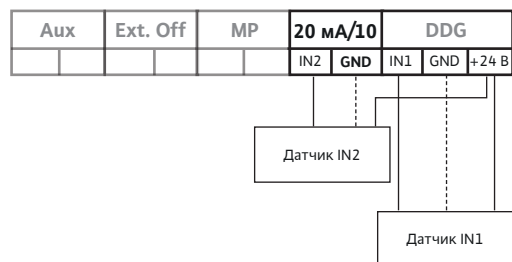 Aux Ext. Off MP 20 мА/10 DDG
IN2 GND IN1 GND +24 В
Датчик IN2
Датчик IN1